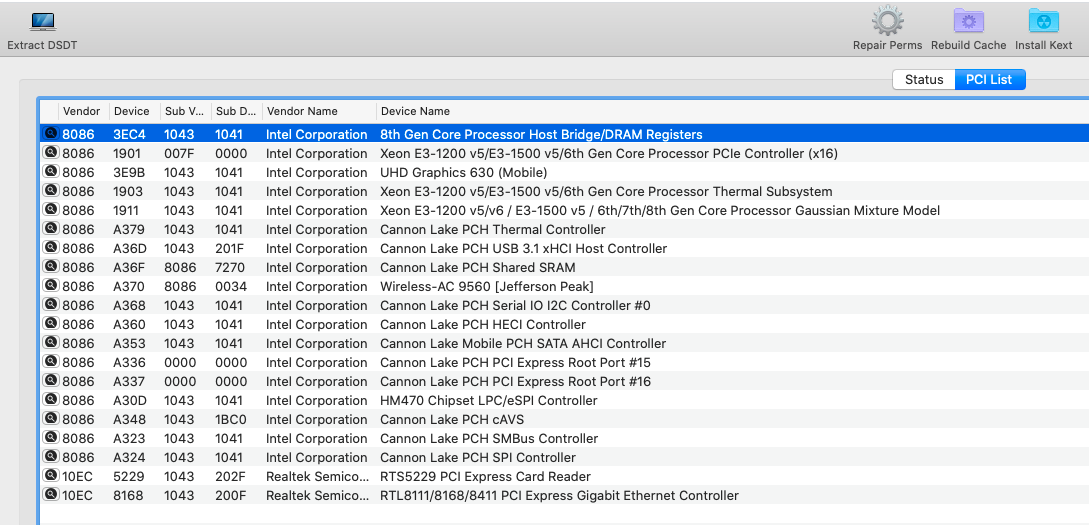 Extract DSDT
Repair Perms Rebuild Cache Install Kext
Status PCI List
Vendor Device Sub V... Sub D... Vendor Name Device Name
8086 3EC4 1043 1041 Intel Corporation 8th Gen Core Processor Host Bridge/DRAM Registers
8086 1901 007F 0000 Intel Corporation Xeon E3-1200 v5/E3-1500 v5/6th Gen Core Processor PCIe Controller (x16)
8086 3E9B 1043 1041 Intel Corporation UHD Graphics 630 (Mobile)
8086 1903 1043 1041 Intel Corporation Xeon E3-1200 v5/E3-1500 v5/6th Gen Core Processor Thermal Subsystem
8086 1911 1043 1041 Intel Corporation Xeon E3-1200 v5/v6 / E3-1500 v5 / 6th/7th/8th Gen Core Processor Gaussian Mixture Model
8086 A379 1043 1041 Intel Corporation Cannon Lake PCH Thermal Controller
8086 A36D 1043 201F Intel Corporation Cannon Lake PCH USB 3.1 xHCI Host Controller
8086 A36F 8086 7270 Intel Corporation Cannon Lake PCH Shared SRAM
8086 A370 8086 0034 Intel Corporation Wireless-AC 9560 [Jefferson Peak]
8086 A368 1043 1041 Intel Corporation Cannon Lake PCH Serial IO I2C Controller #0
8086 A360 1043 1041 Intel Corporation Cannon Lake PCH HECI Controller
8086 A353 1043 1041 Intel Corporation Cannon Lake Mobile PCH SATA AHCI Controller
8086 A336 0000 0000 Intel Corporation Cannon Lake PCH PCI Express Root Port #15
8086 A337 0000 0000 Intel Corporation Cannon Lake PCH PCI Express Root Port #16
8086 A30D 1043 1041 Intel Corporation HM470 Chipset LPC/eSPI Controller
8086 A348 1043 1BC0 Intel Corporation Cannon Lake PCH cAVS
8086 A323 1043 1041 Intel Corporation Cannon Lake PCH SMBus Controller
8086 A324 1043 1041 Intel Corporation Cannon Lake PCH SPI Controller
10EC 5229 1043 202F Realtek Semico... RTS5229 PCI Express Card Reader
10EC 8168 1043 200F Realtek Semico... RTL8111/8168/8411 PCI Express Gigabit Ethernet Controller